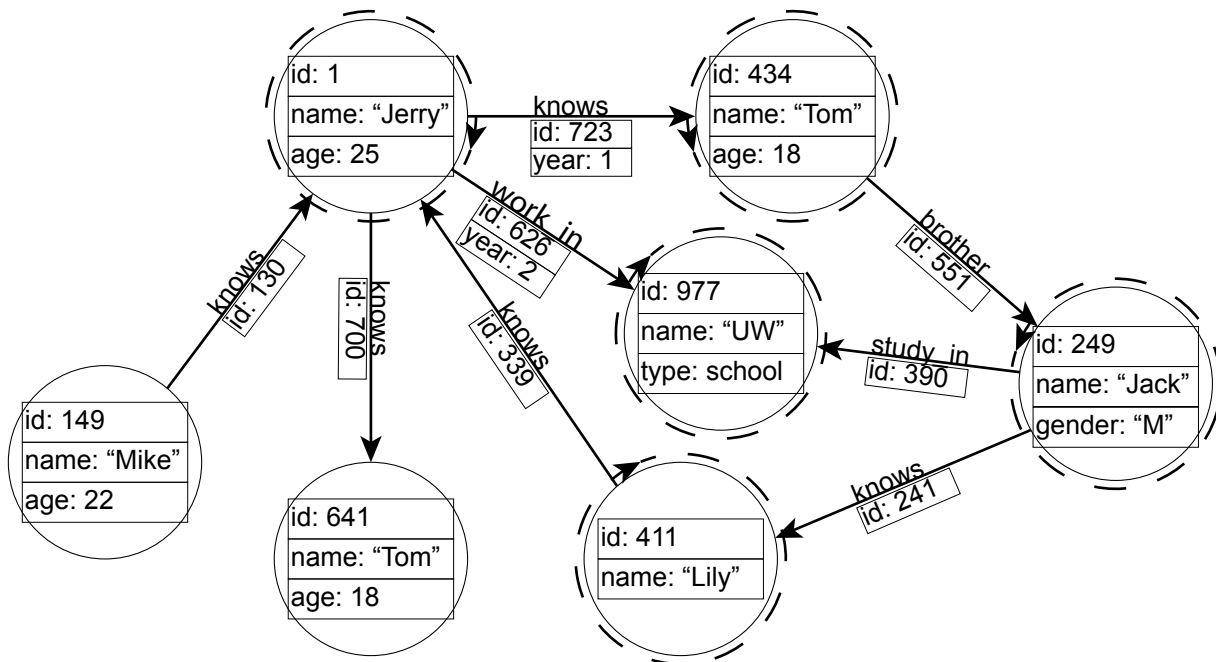 id: 1
name: “Jerry”
age: 25
knows
id: 723
year: 1
id: 434
name: “Tom”
age: 18
work_in
id: 626
year: 2
brother
id: 551
knows
id: 130
knows
id: 700
knows
id: 339
id: 977
name: “UW”
type: school
study_in
id: 390
id: 249
name: “Jack”
gender: “M”
id: 149
name: “Mike”
age: 22
knows
id: 241
id: 641
name: “Tom”
age: 18
id: 411
name: “Lily”